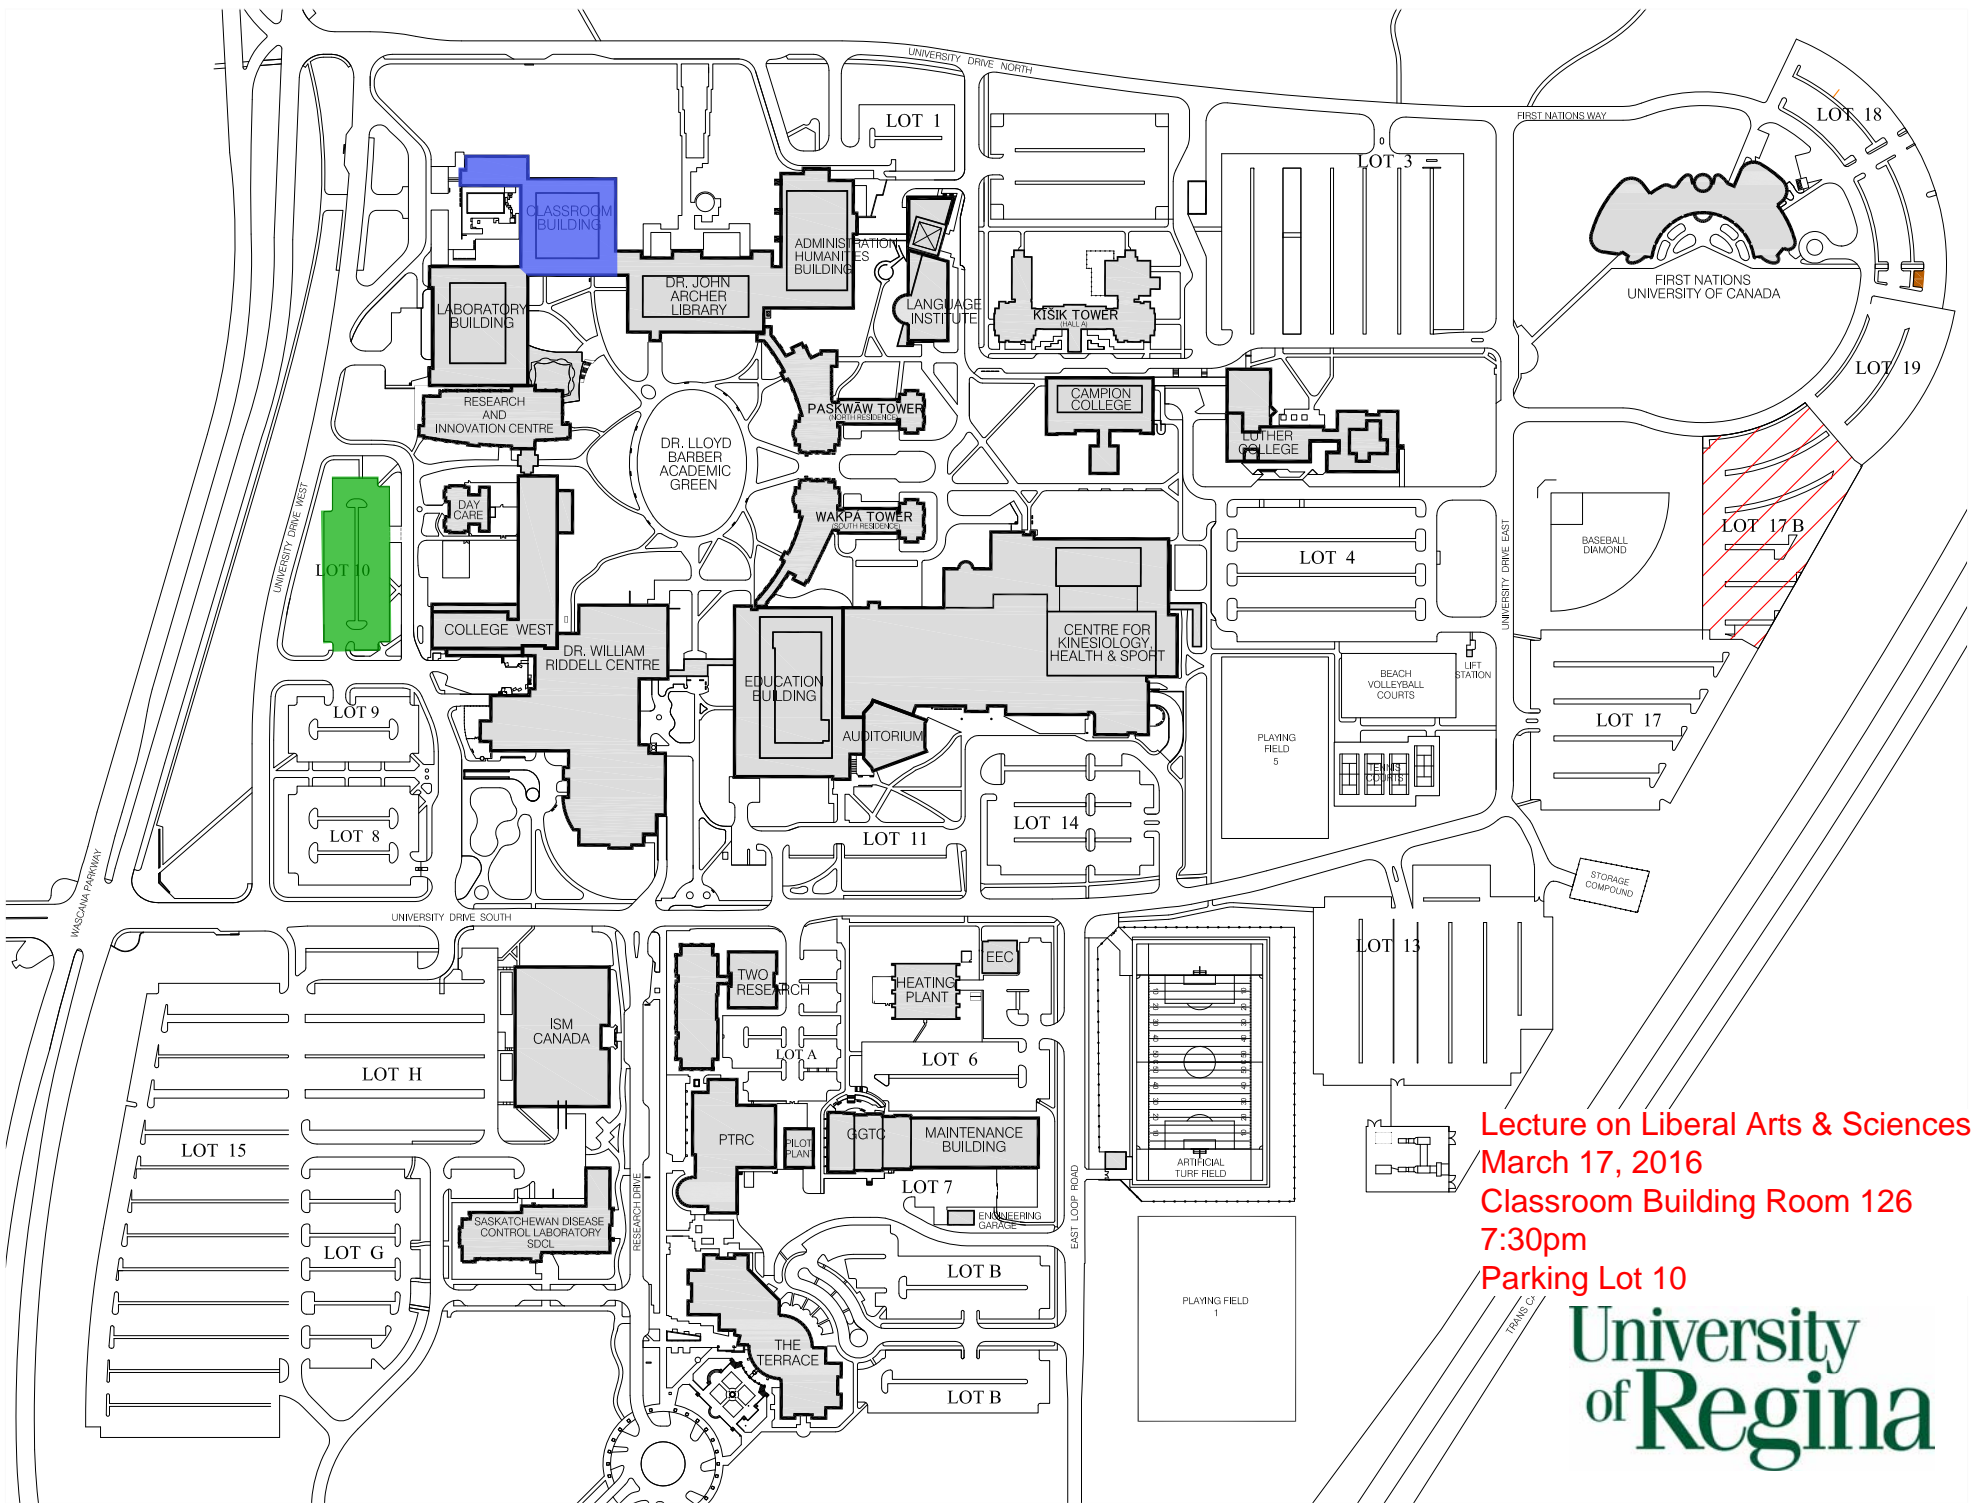 UNIVERSITY DRIVE NORTH
LOT 1
FIRST NATIONS WAY
LOT 18
LOT 3
CLASSROOM
BUILDING
ADMINISTRATION
HUMANITIES
BUILDING
DR. JOHN
ARCHER
LIBRARY
LABORATORY
BUILDING
LANGUAGE
INSTITUTE
KĪŠIK TOWER
(HALL A)
FIRST NATIONS
UNIVERSITY OF CANADA
LOT 19
RESEARCH
AND
INNOVATION CENTRE
PASKWĀW TOWER
(NORTH RESIDENCE)
CAMPION
COLLEGE
LUTHER
COLLEGE
DR. LLOYD
BARBER
ACADEMIC
GREEN
UNIVERSITY DRIVE WEST
DAY
CARE
WAKPÁ TOWER
(SOUTH RESIDENCE)
LOT 10
LOT 4
UNIVERSITY DRIVE EAST
BASEBALL
DIAMOND
LOT 17 B
COLLEGE WEST
DR. WILLIAM
RIDDELL CENTRE
CENTRE FOR
KINESIOLOGY,
HEALTH & SPORT
EDUCATION
BUILDING
AUDITORIUM
BEACH
VOLLEYBALL
COURTS
LIFT
STATION
LOT 9
LOT 17
PLAYING
FIELD
5
TENNIS
COURTS
LOT 8
LOT 11
LOT 14
WASCANA PARKWAY
STORAGE
COMPOUND
UNIVERSITY DRIVE SOUTH
LOT 13
TWO
RESEARCH
HEATING
PLANT
EEC
ISM
CANADA
LOT A
LOT 6
LOT H
LOT 15
PTRC
PILOT
PLANT
GGTC
MAINTENANCE
BUILDING
ARTIFICIAL
TURF FIELD
LOT 7
ENGINEERING
GARAGE
RESEARCH DRIVE
EAST LOOP ROAD
SASKATCHEWAN DISEASE
CONTROL LABORATORY
SDCL
LOT G
LOT B
PLAYING FIELD
1
THE
TERRACE
LOT B
Lecture on Liberal Arts & Sciences
March 17, 2016
Classroom Building Room 126
7:30pm
Parking Lot 10
TRANS
University
of Regina